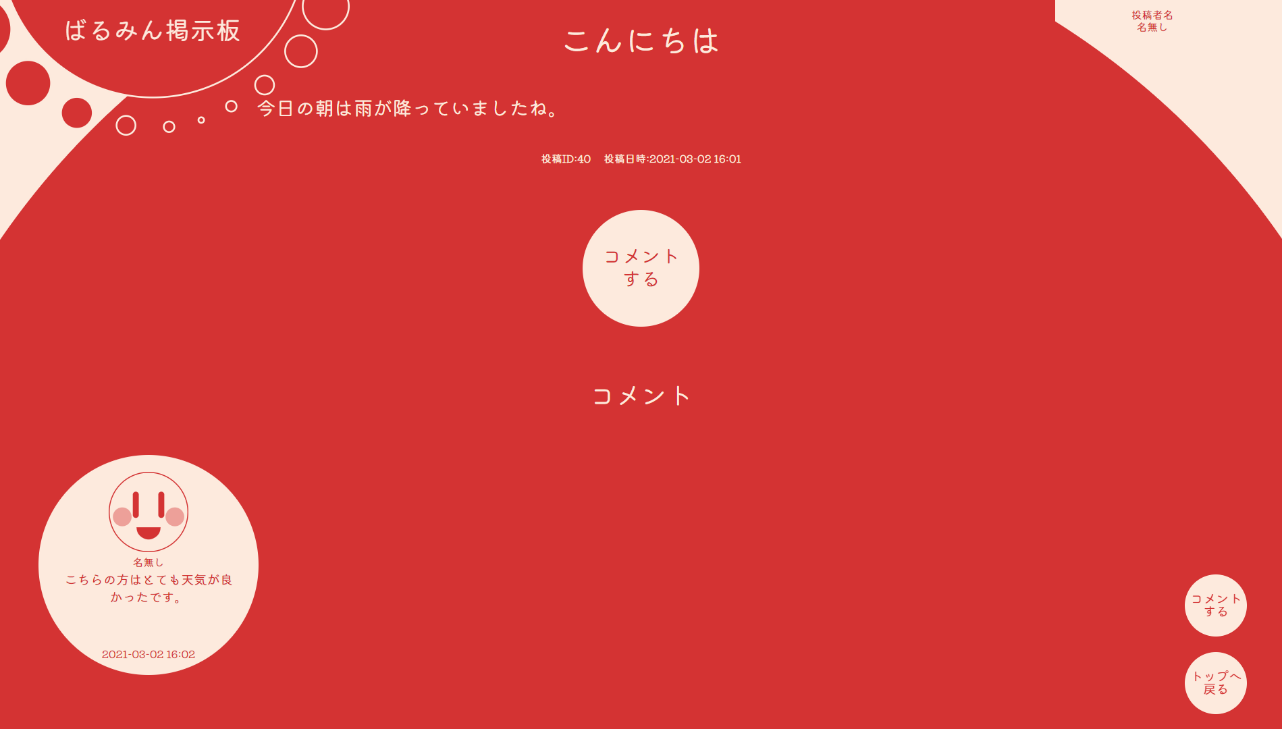 ばるみん掲示板
こんにちは
投稿者名
名無し
今日の朝は雨が降っていましたね。
投稿ID:40 投稿日時:2021-03-02 16:01
コメント
する
コメント
名無し
こちらの方はとても天気が良
かったです。
2021-03-02 16:02
コメント
する
トップへ
戻る